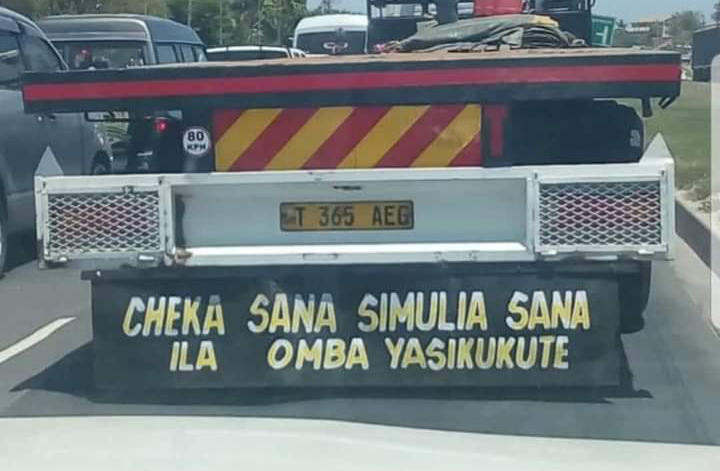 80
KPH
T
T 365 AEG
CHEKA SANA SIMULIA SANA
ILA OMBA YASIKUKUTE